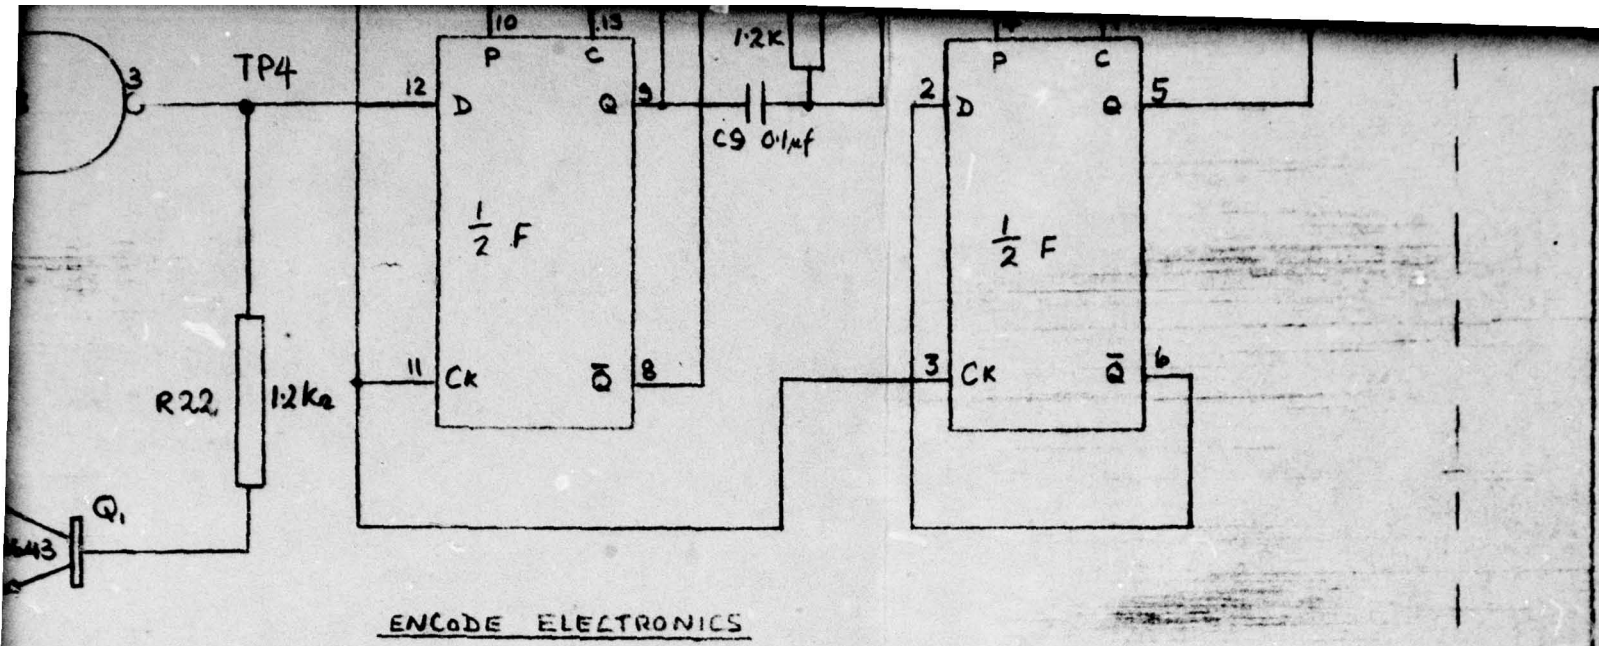 10
13
P
C
1.2K
P
C
3
TP4
12
D
Q
9
C9 0.1µf
2
D
Q
5
1/2 F
1/2 F
11
CK
Q̅
8
3
CK
Q̅
6
R22
1.2KΩ
Q1
643
ENCODE ELECTRONICS